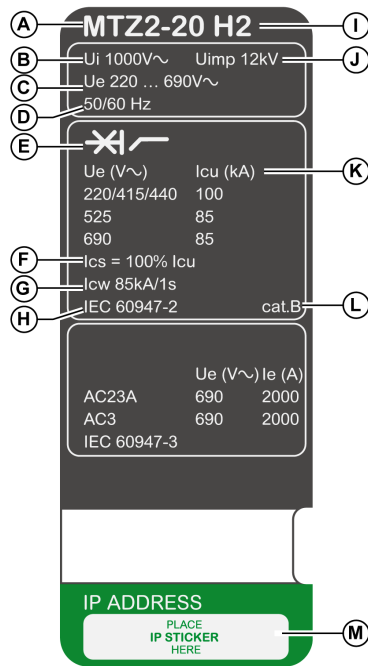 A MTZ2-20 H2 I
B Ui 1000V∿ Uimp 12kV J
C Ue 220 ... 690V∿
D 50/60 Hz
E
Ue (V∿) Icu (kA) K
220/415/440 100
525 85
690 85
F Ics = 100% Icu
G Icw 85kA/1s
H IEC 60947-2 cat.B L
Ue (V∿) Ie (A)
AC23A 690 2000
AC3 690 2000
IEC 60947-3
IP ADDRESS
PLACE
IP STICKER M
HERE